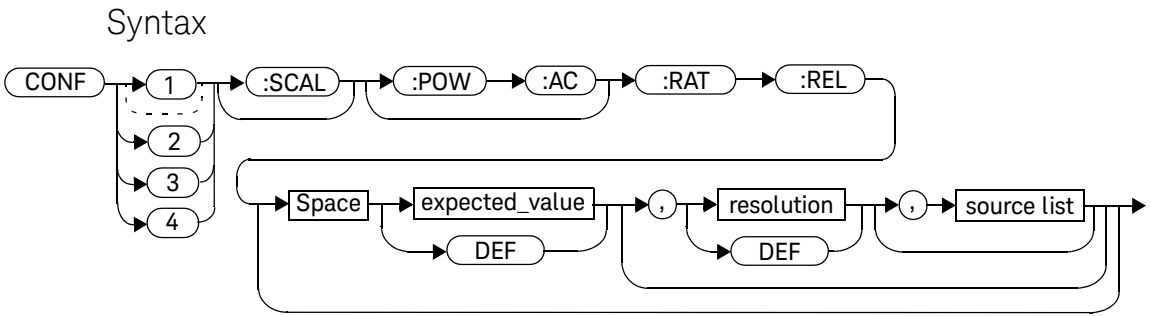 Syntax
CONF 1 :SCAL :POW :AC :RAT :REL
2
3
4
Space expected_value , resolution , source list
DEF DEF